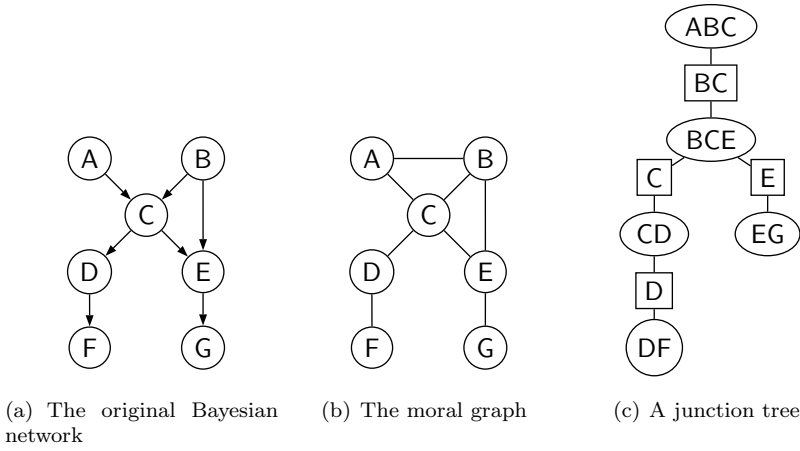 A
B
C
D
E
F
G
(a) The original Bayesian
network
A
B
C
D
E
F
G
(b) The moral graph
ABC
BC
BCE
C
E
CD
EG
D
DF
(c) A junction tree